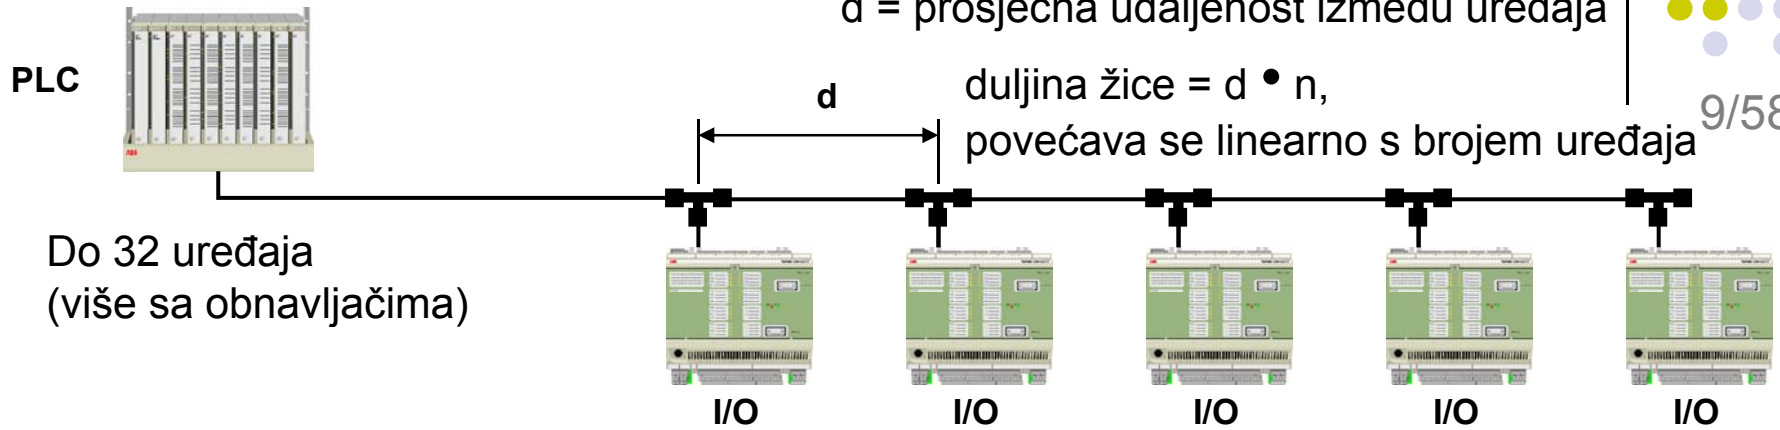 d = prosječna udaljenost između uređaja
PLC
d
duljina žice = d • n,
povećava se linearno s brojem uređaja
9/58
Do 32 uređaja
(više sa obnavljačima)
I/O I/O I/O I/O I/O